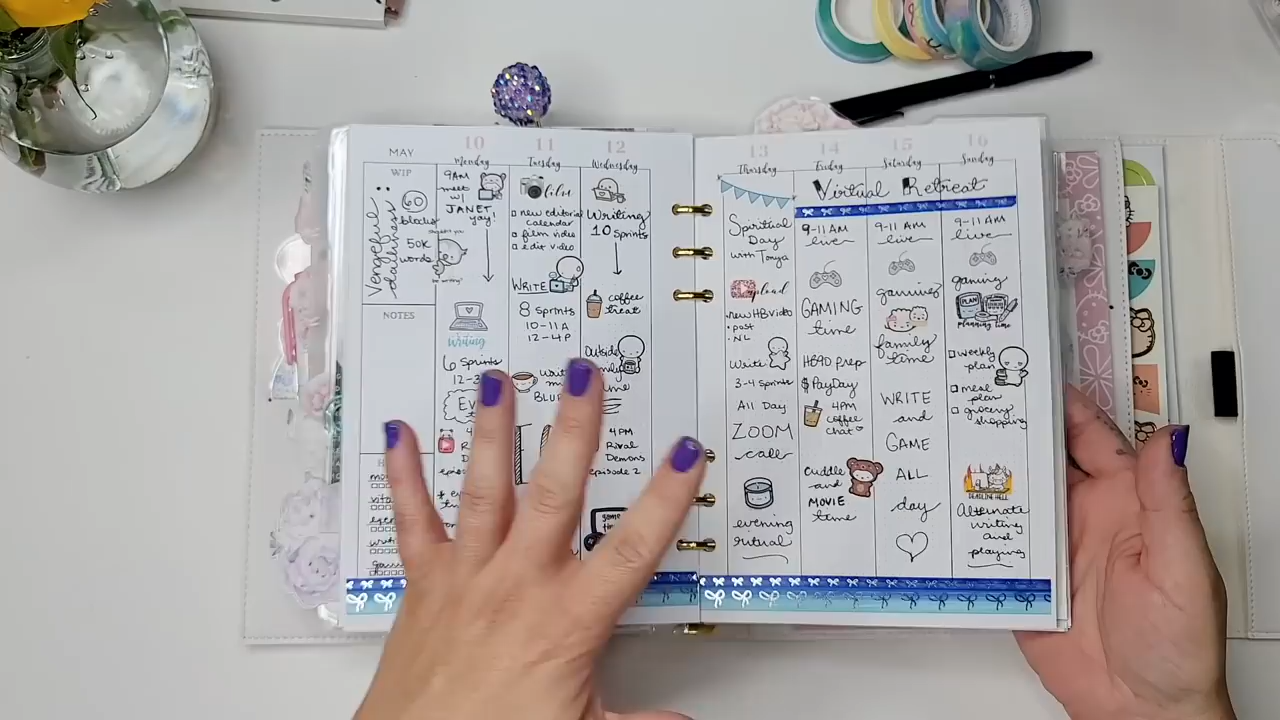 MAY
WIP
Vengeful
60
blocks
50K
words
NOTES
10
Monday
9AM
meet
w/
JANET
yay!
writing
6 sprints
11
Tuesday
film
new editorial
calendar
film video
edit video
WRITE
8 sprints
10-11A
12-4P
12
Wednesday
Writing
10 Sprints
coffee
treat
Outside
4PM
Rival
Demons
episode 2
game
13
Thursday
Spiritual
Day
with Tonya
upload
new HB video
post
NL
Write
3-4 Sprints
All Day
ZOOM
call
evening
ritual
14
Friday
15
Saturday
16
Sunday
Virtual Retreat
9-11 AM
live
GAMING
time
H69D prep
$ PayDay
4PM
coffee
chat
cuddle
and
MOVIE
time
9-11 AM
live
gaming
family
time
WRITE
and
GAME
ALL
day
9-11 AM
live
gaming
PLAN
planning time
weekly
plan
meal
plan
grocery
shopping
DEADLINE HELL
Alternate
writing
and
playing